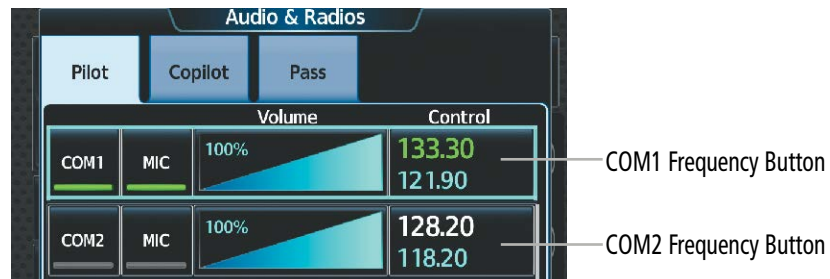 Audio & Radios
Pilot Copilot Pass
Volume Control
COM1 MIC 100% 133.30
121.90
COM1 Frequency Button
COM2 MIC 100% 128.20
118.20
COM2 Frequency Button